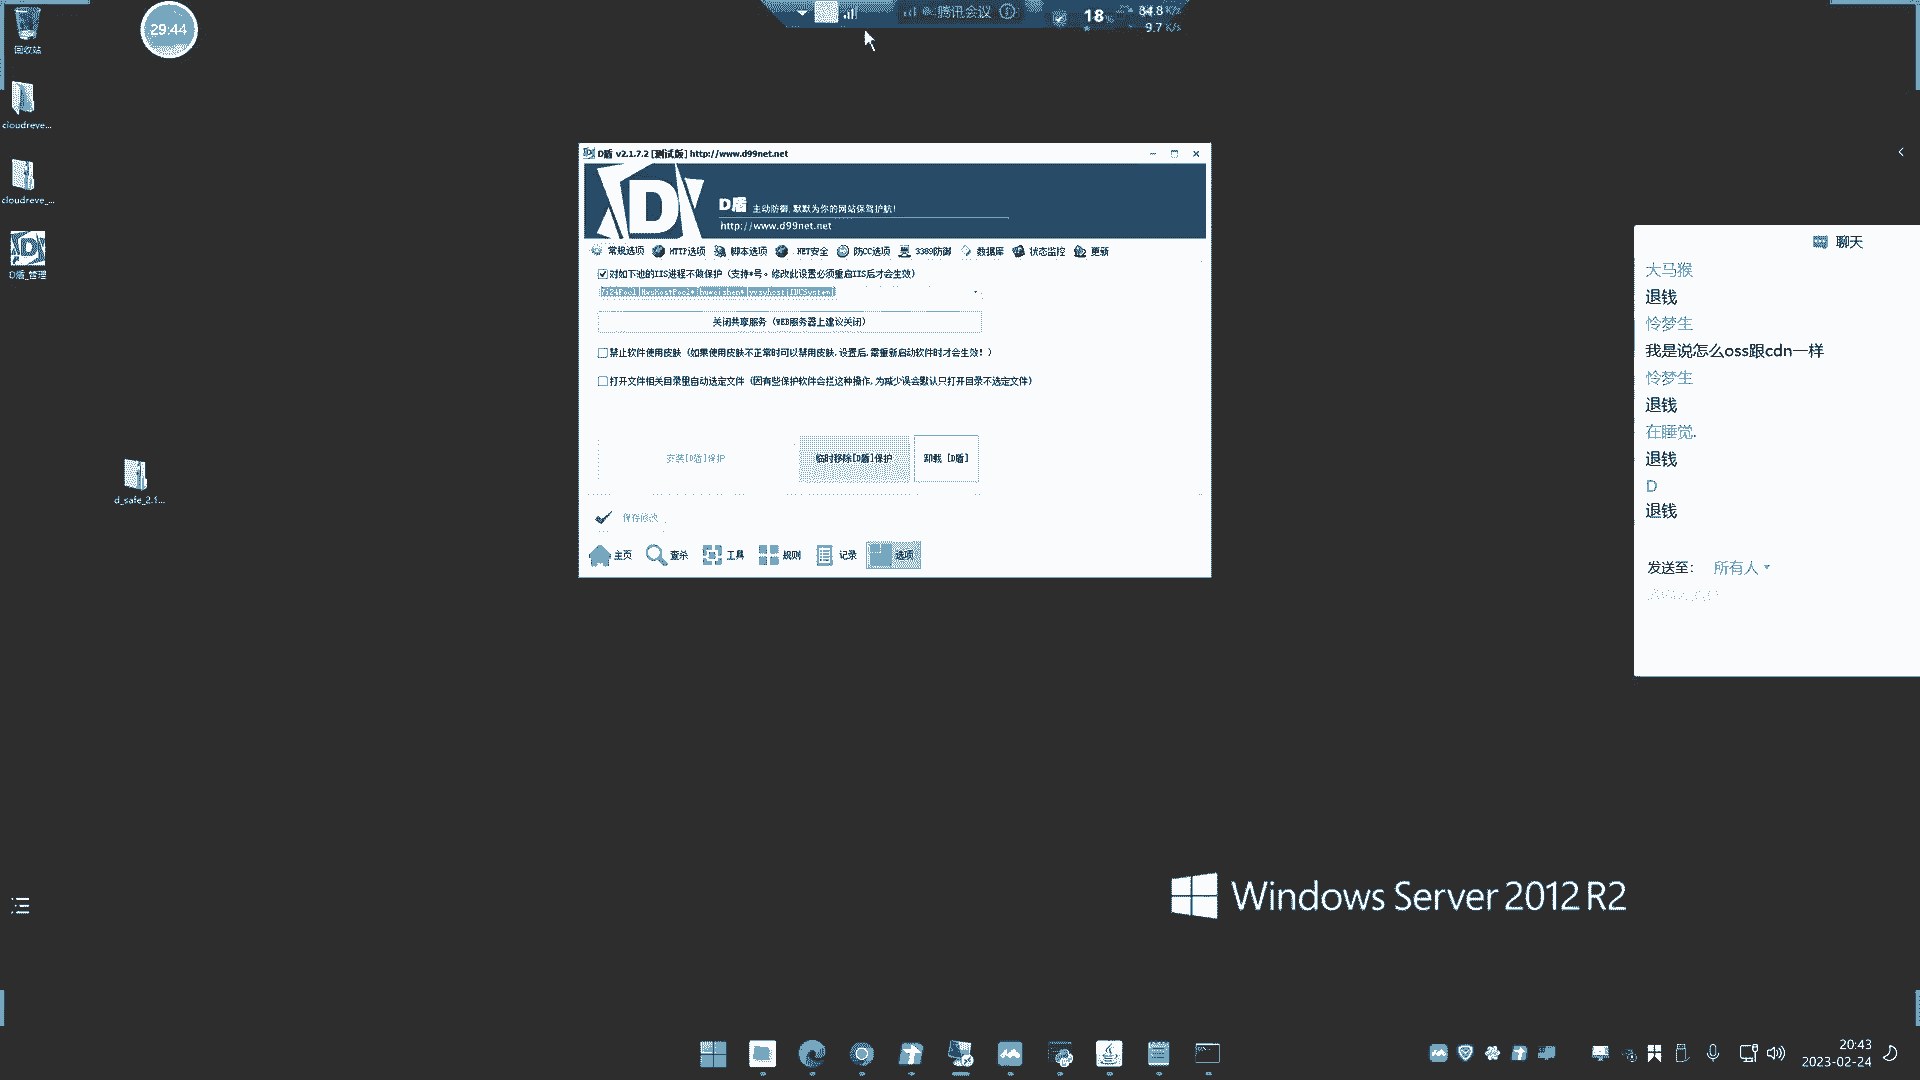 回收站
cloudreve...
cloudreve_...
D盾_管理
d_safe_2.1...
29:44
腾讯会议
18%
84.8 K/s
9.7 K/s
D盾 v2.1.7.2 [测试版] http://www.d99net.net
D盾 主动防御,默默为你的网站保驾护航!
http://www.d99net.net
常规选项 HTTP选项 脚本选项 .NET安全 防CC选项 3389防御 数据库 状态监控 更新
对如下池的IIS进程不做保护（支持*号。修改此设置必须重启IIS后才会生效）
关闭共享服务（WEB服务器上建议关闭）
禁止软件使用皮肤（如果使用皮肤不正常时可以禁用皮肤,设置后,需重新启动软件时才会生效!）
打开文件相关目录里自动选定文件（因有些保护软件会拦这种操作,为减少误会默认只打开目录不选定文件）
安装[D盾]保护 临时移除[D盾]保护 卸载 [D盾]
保存修改
主页 查杀 工具 规则 记录 选项
聊天
大马猴
退钱
怜梦生
我是说怎么oss跟cdn一样
怜梦生
退钱
在睡觉.
退钱
D
退钱
发送至： 所有人
Windows Server 2012 R2
20:43
2023-02-24